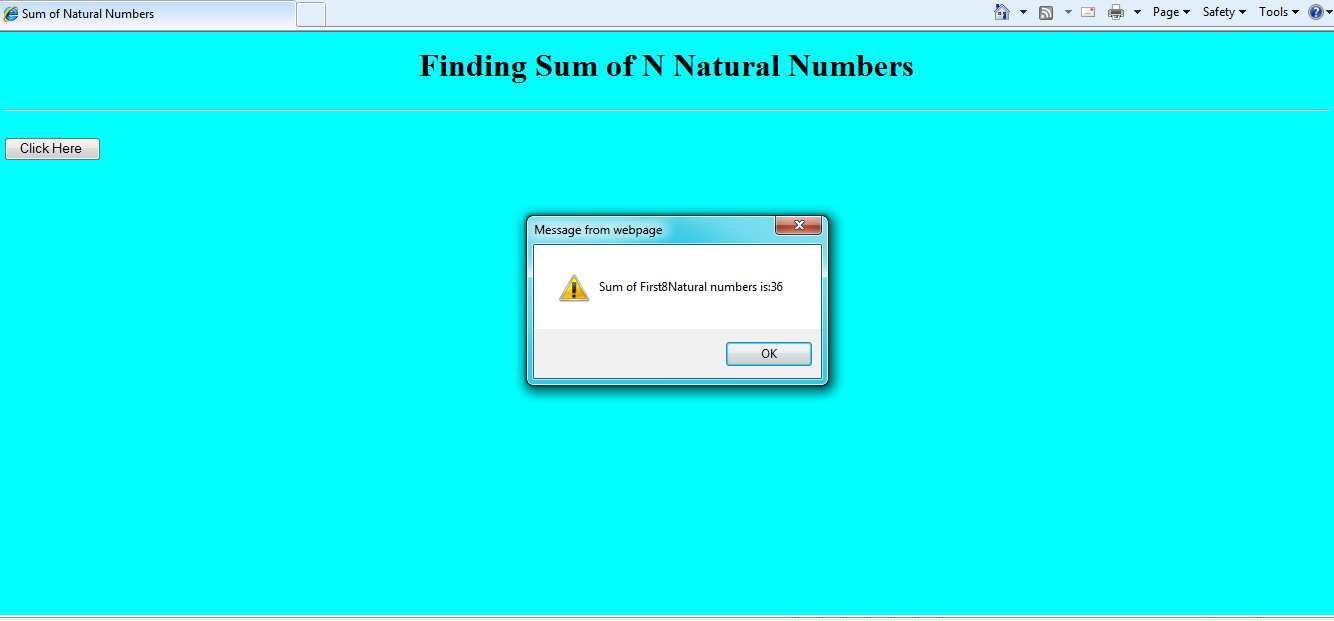 Sum of Natural Numbers
Page Safety Tools
Finding Sum of N Natural Numbers
Click Here
Message from webpage
Sum of First8Natural numbers is:36
OK